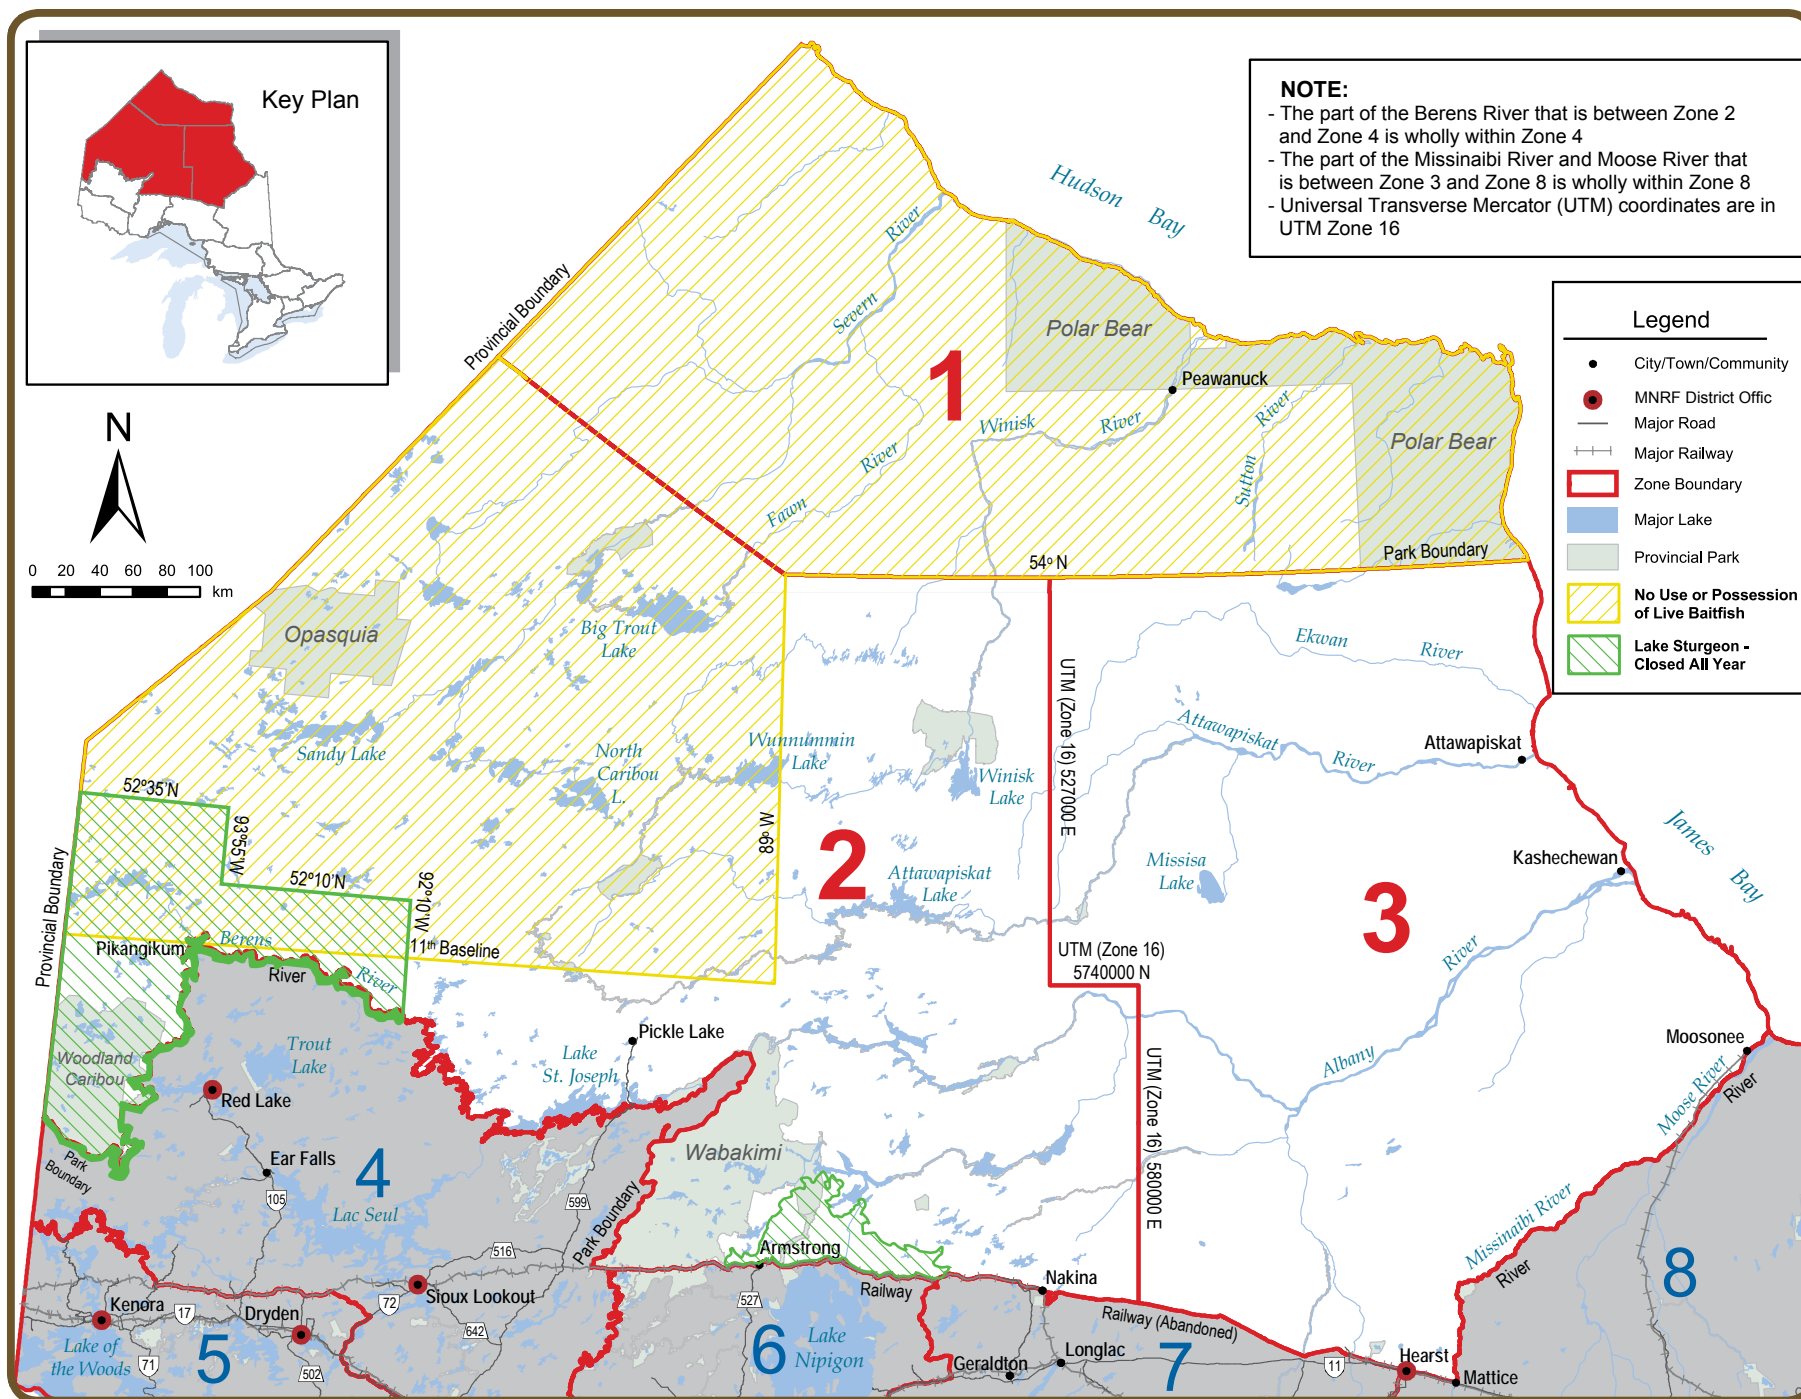 Key Plan
NOTE:
- The part of the Berens River that is between Zone 2
and Zone 4 is wholly within Zone 4
- The part of the Missinaibi River and Moose River that
is between Zone 3 and Zone 8 is wholly within Zone 8
- Universal Transverse Mercator (UTM) coordinates are in
UTM Zone 16
Legend
City/Town/Community
MNRF District Offic
Major Road
Major Railway
Zone Boundary
Major Lake
Provincial Park
No Use or Possession
of Live Baitfish
Lake Sturgeon -
Closed All Year
N
0 20 40 60 80 100
km
Hudson Bay
Provincial Boundary
Severn River
Polar Bear
1
Peawanuck
Winisk River
Sutton River
Polar Bear
Fawn River
54º N
Park Boundary
Opasquia
Big Trout
Lake
Ekwan River
UTM (Zone 16) 527000 E
Sandy Lake
North
Caribou
L.
Wunnummin
Lake
Winisk
Lake
Attawapiskat River
Attawapiskat
52º35'N
93º55'W
52º10'N
92º10'W
89º W
2
Attawapiskat
Lake
Missisa
Lake
3
Kashechewan
James Bay
Provincial Boundary
Pikangikum
Berens
River
River
11th Baseline
UTM (Zone 16)
5740000 N
River
Albany
Woodland
Caribou
Trout
Lake
Pickle Lake
Lake
St. Joseph
Red Lake
Moosonee
Moose River
River
UTM (Zone 16) 580000 E
Park
Boundary
Ear Falls
4
105
Lac Seul
599
Wabakimi
Park Boundary
516
Armstrong
Missinaibi River
River
8
Kenora
17
Dryden
72
Sioux Lookout
527
Railway
Nakina
Railway (Abandoned)
Lake of
the Woods
71
5
502
642
6
Lake
Nipigon
Geraldton
Longlac
7
11
Hearst
Mattice